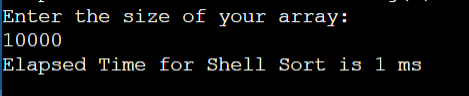 Enter the size of your array:
10000
Elapsed Time for Shell Sort is 1 ms